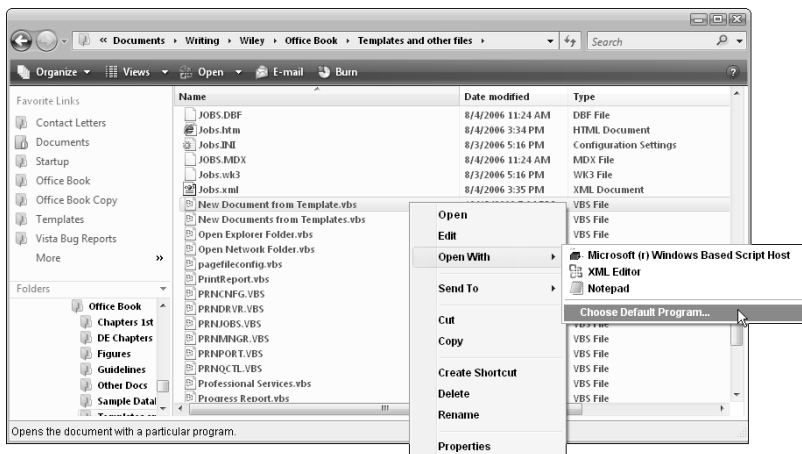 « Documents › Writing › Wiley › Office Book › Templates and other files ›
Search
Organize Views Open E-mail Burn
Favorite Links
Contact Letters
Documents
Startup
Office Book
Office Book Copy
Templates
Vista Bug Reports
More »
Folders
Office Book
Chapters 1st
DE Chapters
Figures
Guidelines
Other Docs
Sample Datal
Name Date modified Type
JOBS.DBF 8/4/2006 11:24 AM DBF File
Jobs.htm 8/4/2006 3:34 PM HTML Document
Jobs.INI 8/3/2006 5:16 PM Configuration Settings
JOBS.MDX 8/4/2006 11:24 AM MDX File
Jobs.wk3 8/3/2006 5:16 PM WK3 File
Jobs.xml 8/4/2006 3:35 PM XML Document
New Document from Template.vbs VBS File
New Documents from Templates.vbs VBS File
Open Explorer Folder.vbs VBS File
Open Network Folder.vbs
pagefileconfig.vbs
PrintReport.vbs
PRNCNFG.VBS
PRNDRVR.VBS
PRNJOBS.VBS VBS File
PRNMNGR.VBS VBS File
PRNPORT.VBS VBS File
PRNQCTL.VBS VBS File
Professional Services.vbs VBS File
Progress Report.vbs VBS File
Open
Edit
Open With
Send To
Cut
Copy
Create Shortcut
Delete
Rename
Properties
Microsoft (r) Windows Based Script Host
XML Editor
Notepad
Choose Default Program...
Opens the document with a particular program.